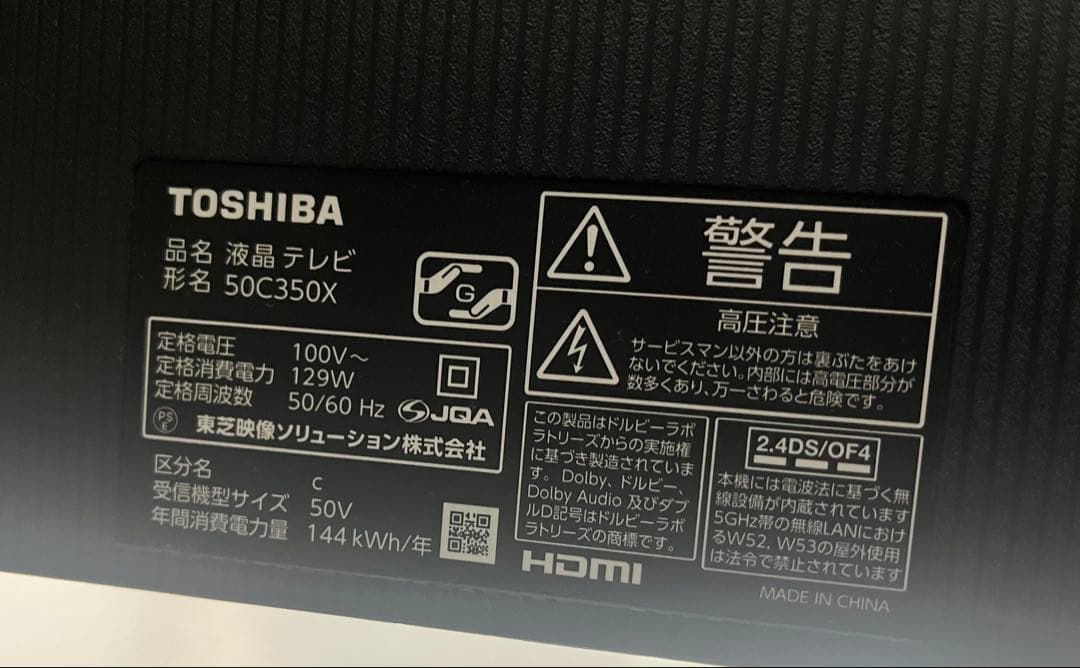 TOSHIBA
品名 液晶テレビ
形名 50C350X
G
定格電圧 100V～
定格消費電力 129W
定格周波数 50/60 Hz
JQA
PS
E
東芝映像ソリューション株式会社
区分名 C
受信機型サイズ 50V
年間消費電力量 144kWh/年
警告
高圧注意
サービスマン以外の方は裏ぶたをあけ
ないでください。内部には高電圧部分が
数多くあり、万一さわると危険です。
この製品はドルビーラボ
ラトリーズからの実施権
に基づき製造されていま
す。Dolby、ドルビー、
Dolby Audio 及びダブ
ルD記号はドルビーラボ
ラトリーズの商標です。
HDMI
2.4DS/OF4
本機には電波法に基づく無
線設備が内蔵されています
5GHz帯の無線LANにおけ
るW52, W53の屋外使用
は法令で禁止されています
MADE IN CHINA